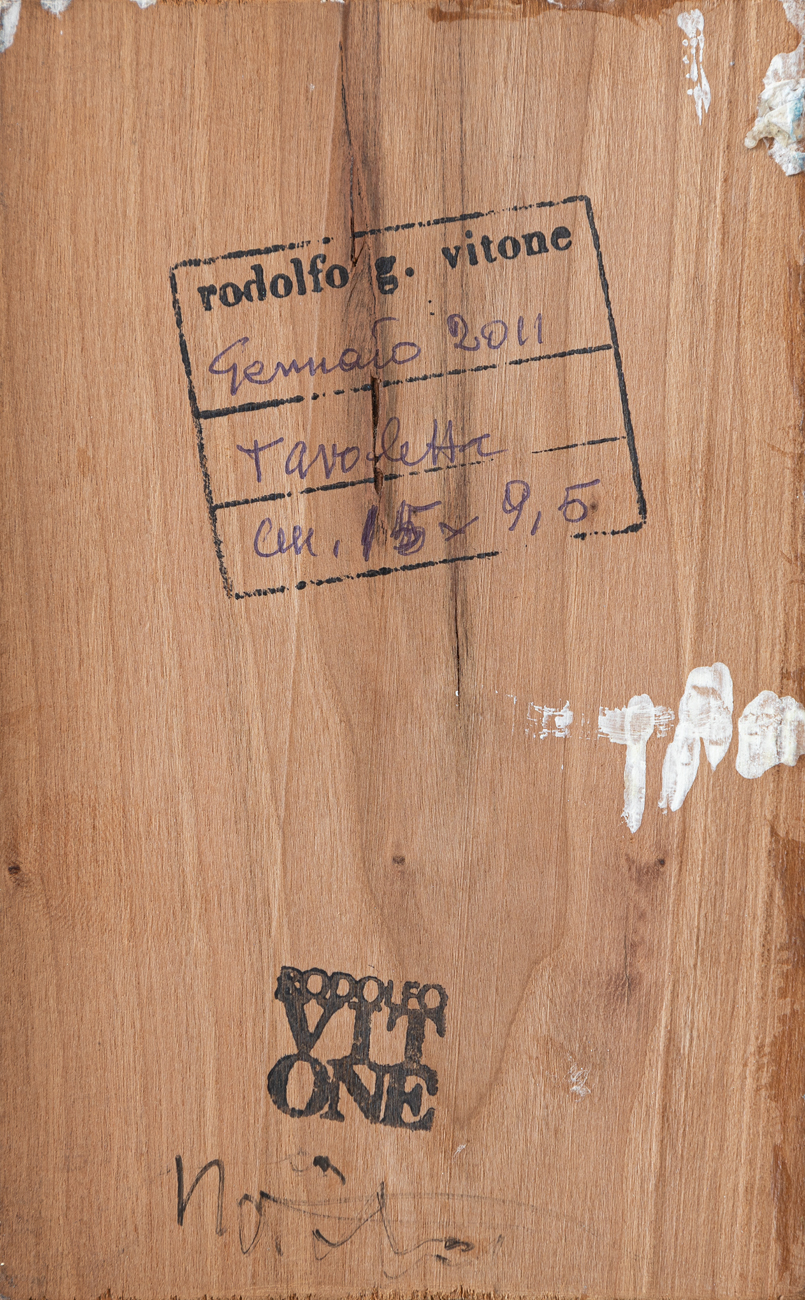 rodolfo g. vitone
Gennaio 2011
Tavoletta
cm. 15 x 9,5
RODOLFO
VIT
ONE